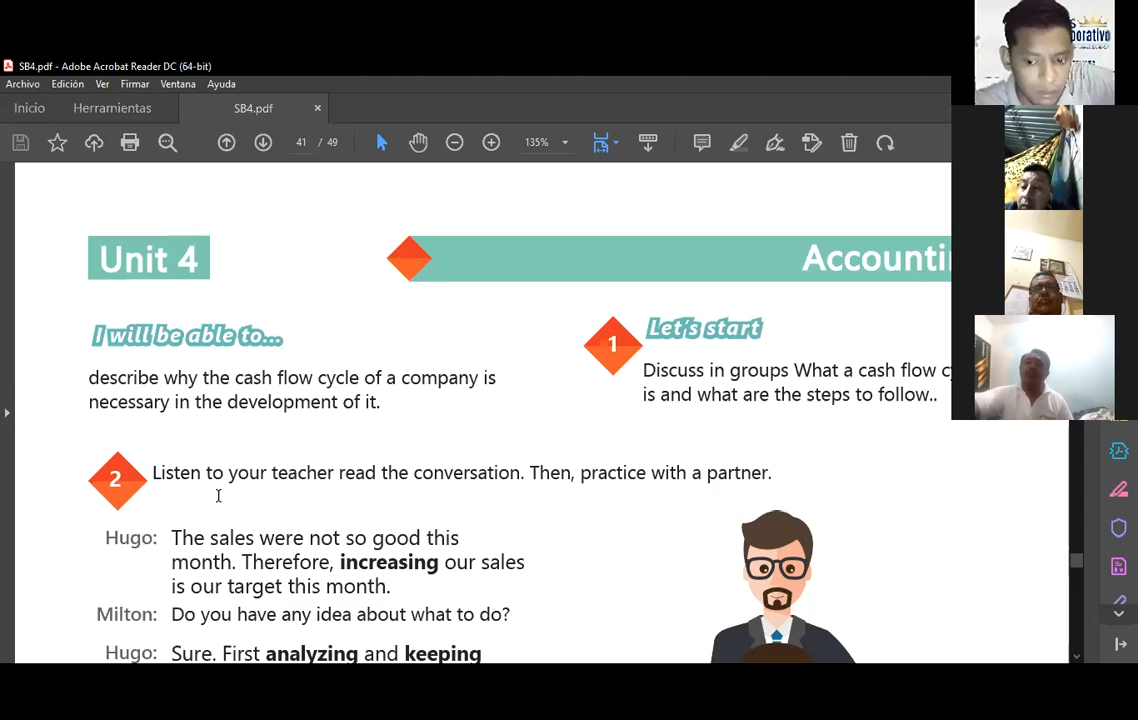 SB4.pdf - Adobe Acrobat Reader DC (64-bit)
Archivo Edición Ver Firmar Ventana Ayuda
Inicio Herramientas SB4.pdf ×
41 / 49 135%
Unit 4
Accounti
I will be able to...
describe why the cash flow cycle of a company is
necessary in the development of it.
1 Let's start
Discuss in groups What a cash flow c
is and what are the steps to follow..
2 Listen to your teacher read the conversation. Then, practice with a partner.
Hugo: The sales were not so good this
month. Therefore, increasing our sales
is our target this month.
Milton: Do you have any idea about what to do?
Hugo: Sure. First analyzing and keeping